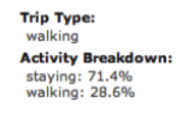 Trip Type:
walking
Activity Breakdown:
staying: 71.4%
walking: 28.6%